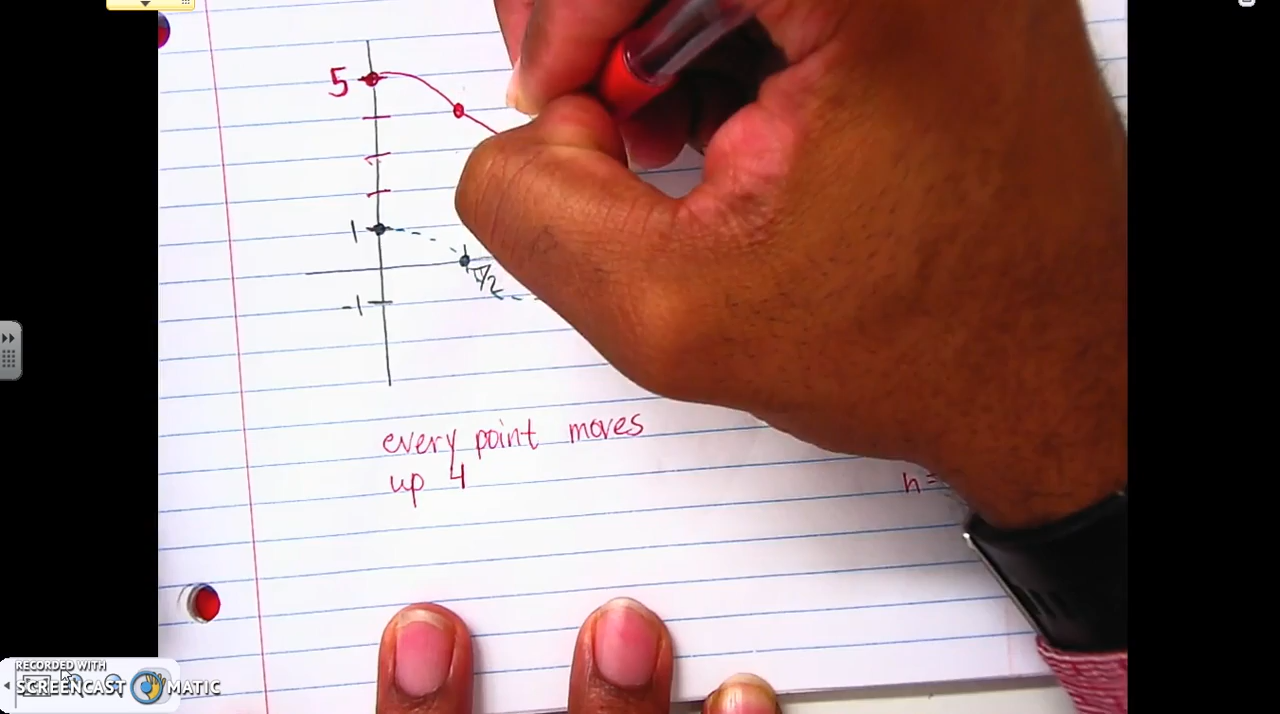 5
1
π/2
-1
every point moves
up 4
h =
RECORDED WITH
SCREENCAST MATIC